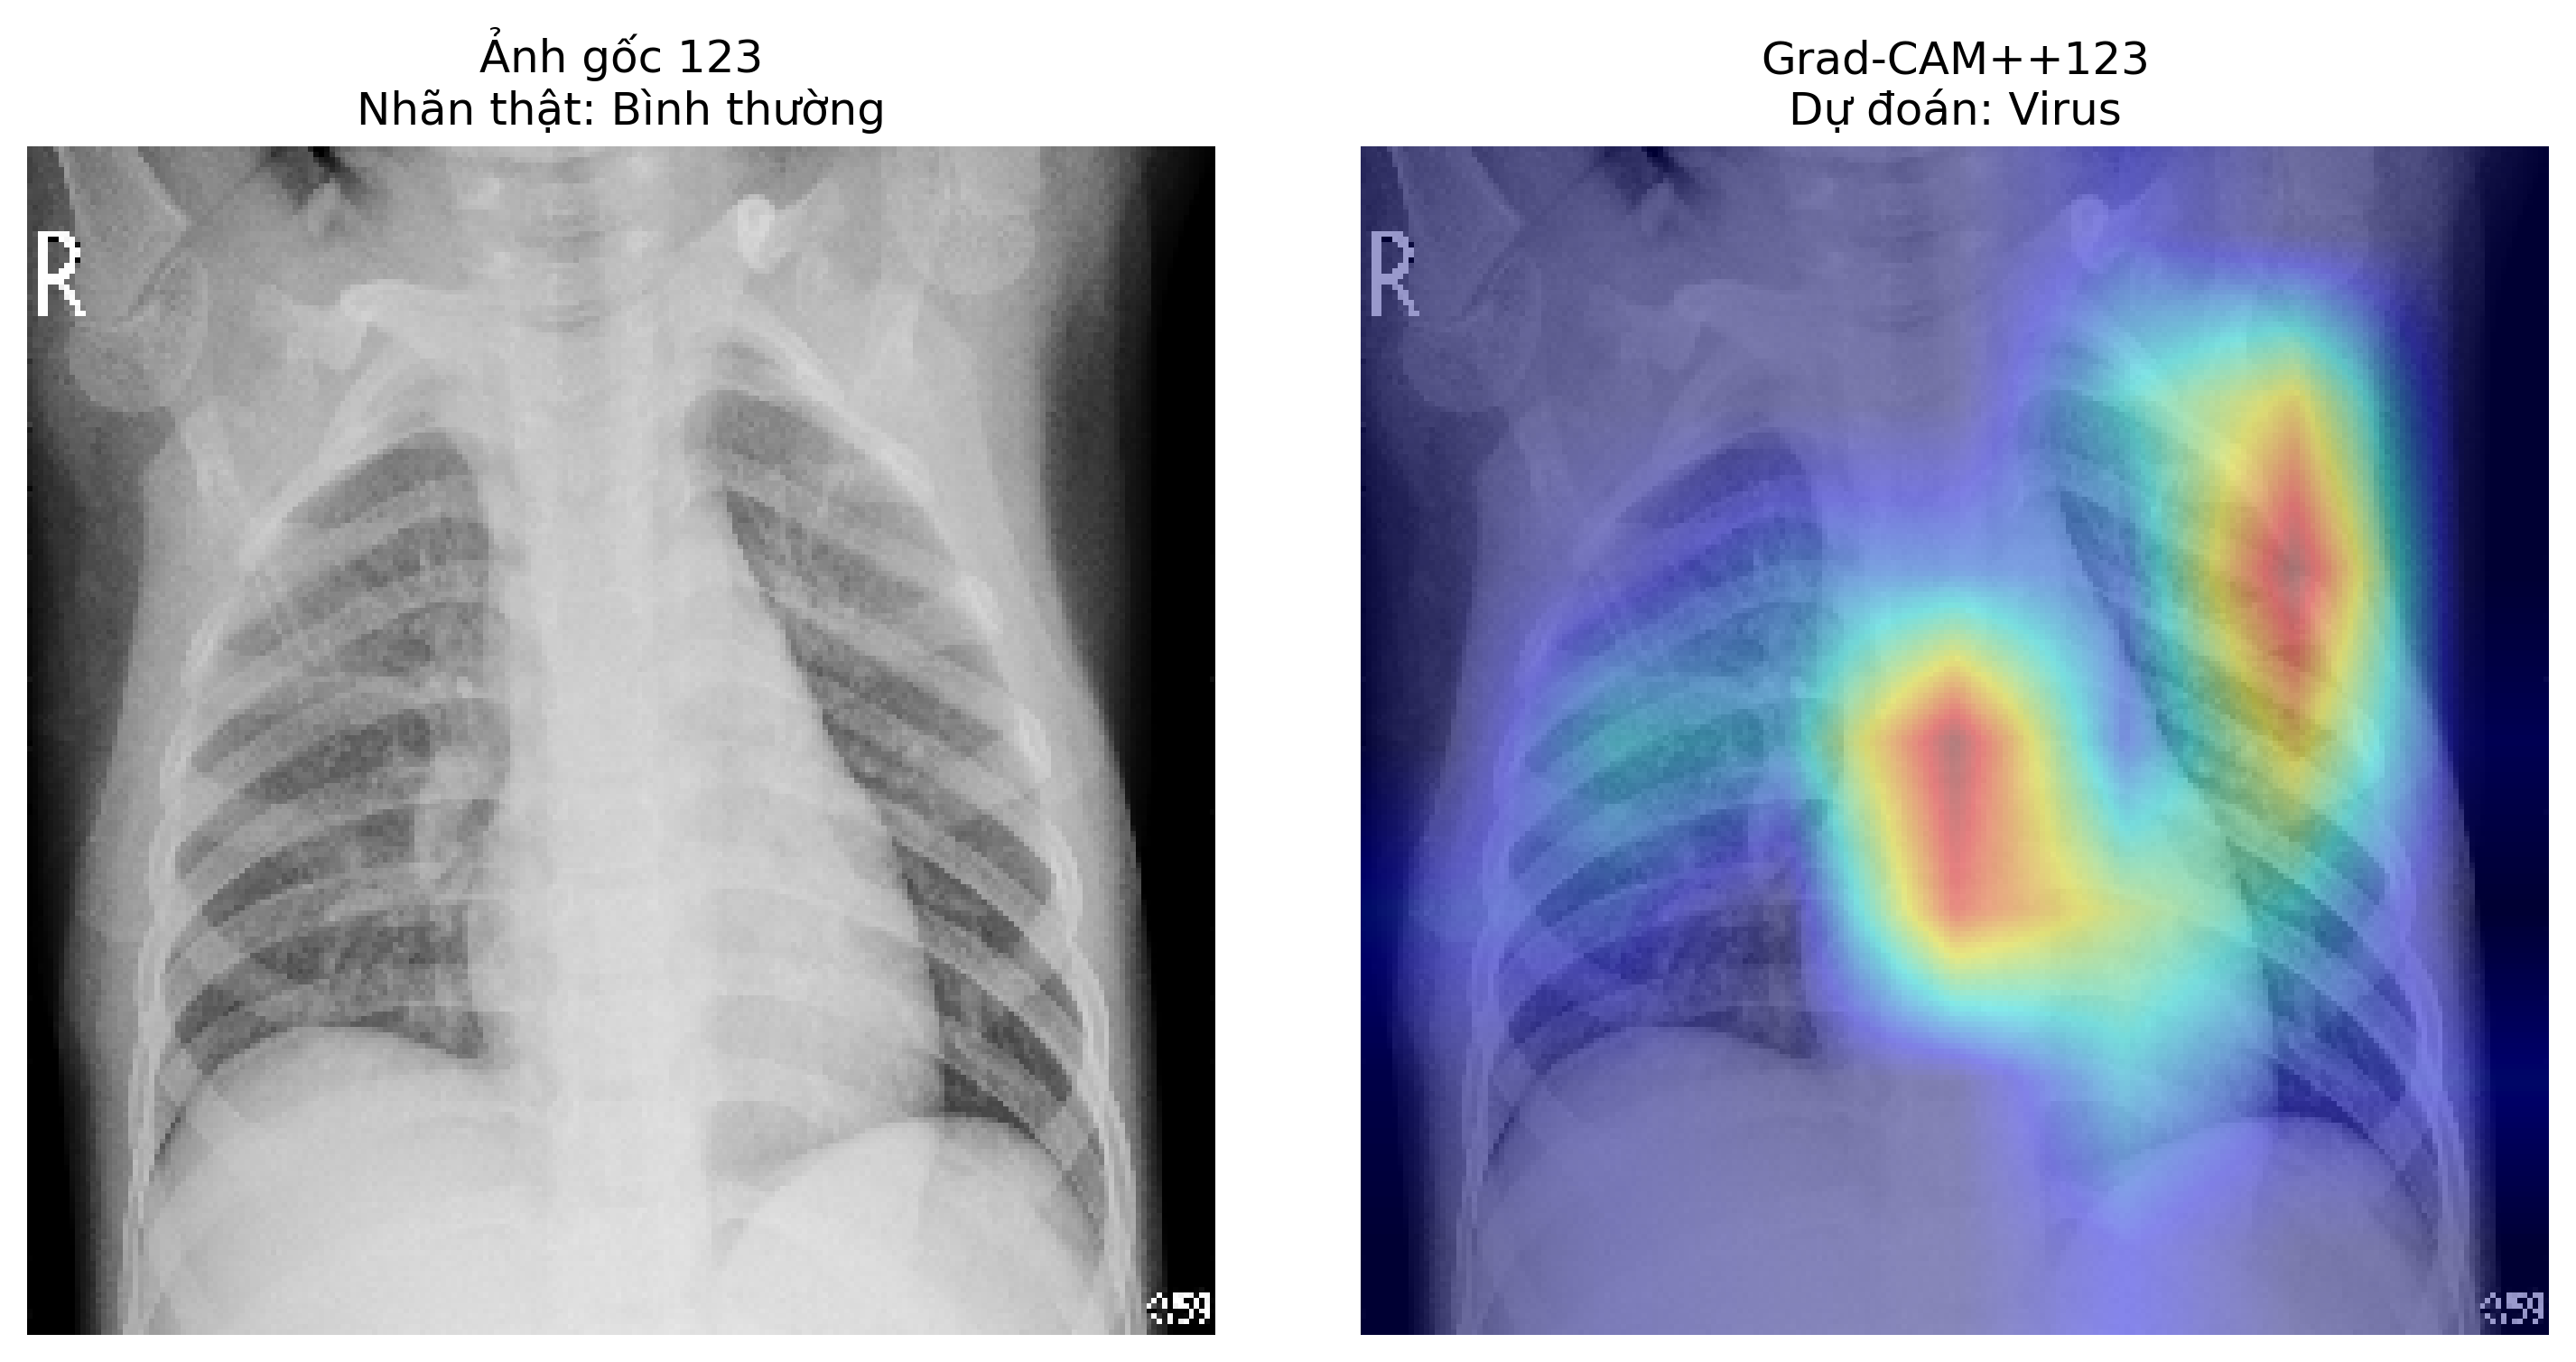 Ảnh gốc 123
Nhãn thật: Bình thường
Grad-CAM++123
Dự đoán: Virus
R
R